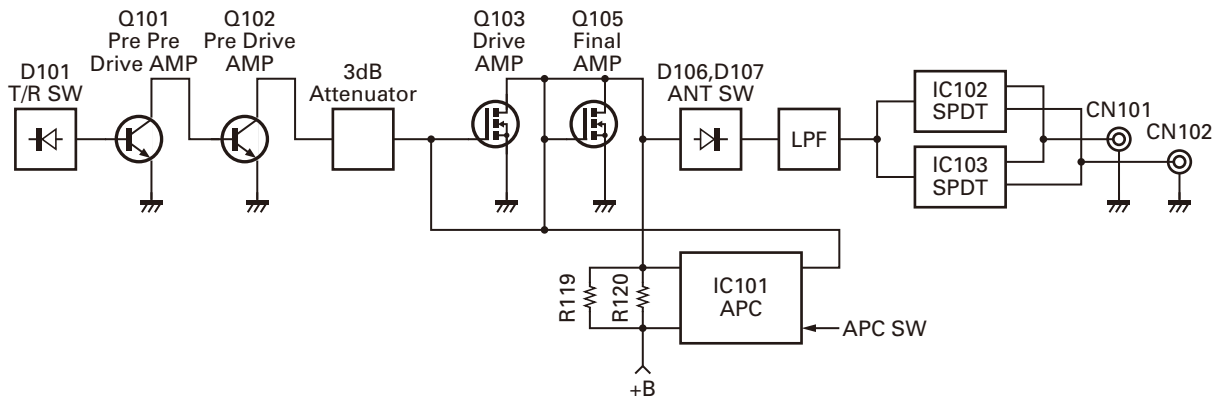 D101
T/R SW
Q101
Pre Pre
Drive AMP
Q102
Pre Drive
AMP
3dB
Attenuator
Q103
Drive
AMP
Q105
Final
AMP
D106,D107
ANT SW
LPF
IC102
SPDT
IC103
SPDT
CN101
CN102
R119
R120
IC101
APC
APC SW
+B